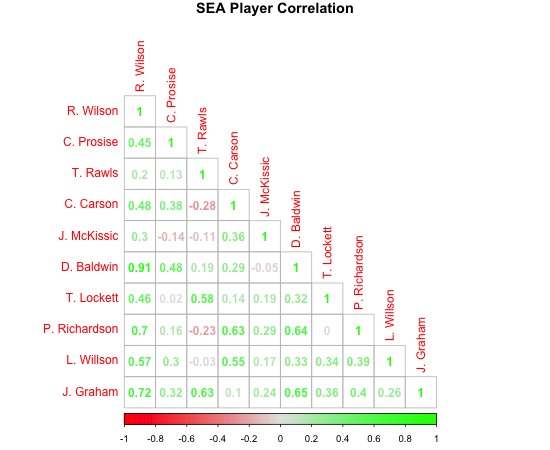 SEA Player Correlation
R. Wilson
C. Prosise
T. Rawls
C. Carson
J. McKissic
D. Baldwin
T. Lockett
P. Richardson
L. Willson
J. Graham
R. Wilson 1
C. Prosise 0.45 1
T. Rawls 0.2 0.13 1
C. Carson 0.48 0.38 -0.28 1
J. McKissic 0.3 -0.14 -0.11 0.36 1
D. Baldwin 0.91 0.48 0.19 0.29 -0.05 1
T. Lockett 0.46 0.02 0.58 0.14 0.19 0.32 1
P. Richardson 0.7 0.16 -0.23 0.63 0.29 0.64 0 1
L. Willson 0.57 0.3 -0.03 0.55 0.17 0.33 0.34 0.39 1
J. Graham 0.72 0.32 0.63 0.1 0.24 0.65 0.36 0.4 0.26 1
-1 -0.8 -0.6 -0.4 -0.2 0 0.2 0.4 0.6 0.8 1